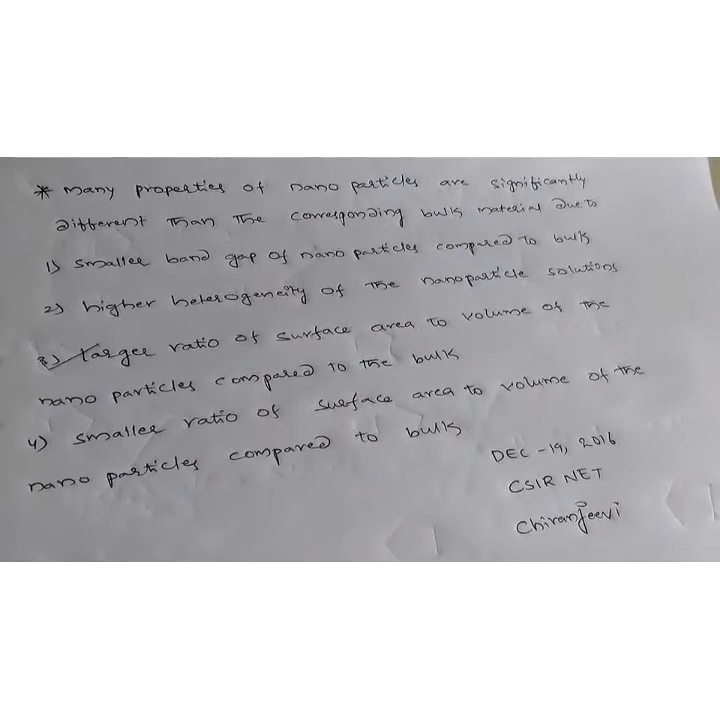 * Many properties of nano particles are significantly
different than the corresgonding bulk material due to
1) smaller band gap of nano particles compared to bulk
2) higher heterogeneity of the nanoparticle solutions
3) larger ratio of surface area to volume of the
nano particles compared to the bulk
4) smaller ratio of surface area to volume of the
nano particles compared to bulk
DEC -19, 2016
CSIR NET
Chiranjeevi